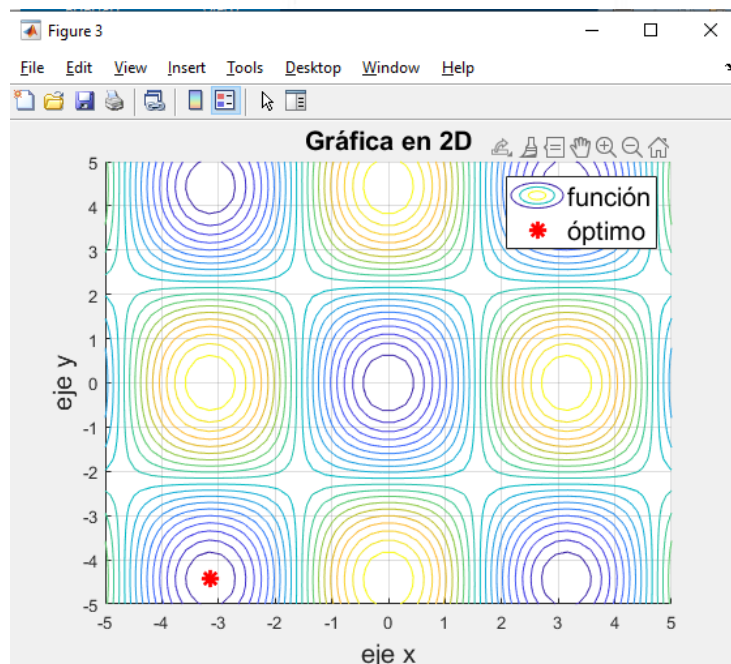 Figure 3
File Edit View Insert Tools Desktop Window Help
Gráfica en 2D
función
óptimo
5
4
3
2
1
0
-1
-2
-3
-4
-5
eje y
-5 -4 -3 -2 -1 0 1 2 3 4 5
eje x